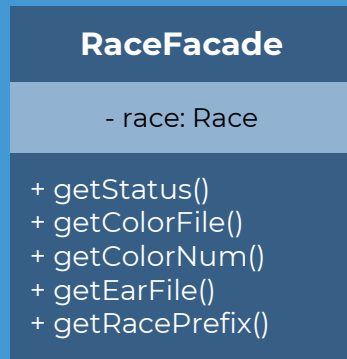 RaceFacade
- race: Race
+ getStatus()
+ getColorFile()
+ getColorNum()
+ getEarFile()
+ getRacePrefix()